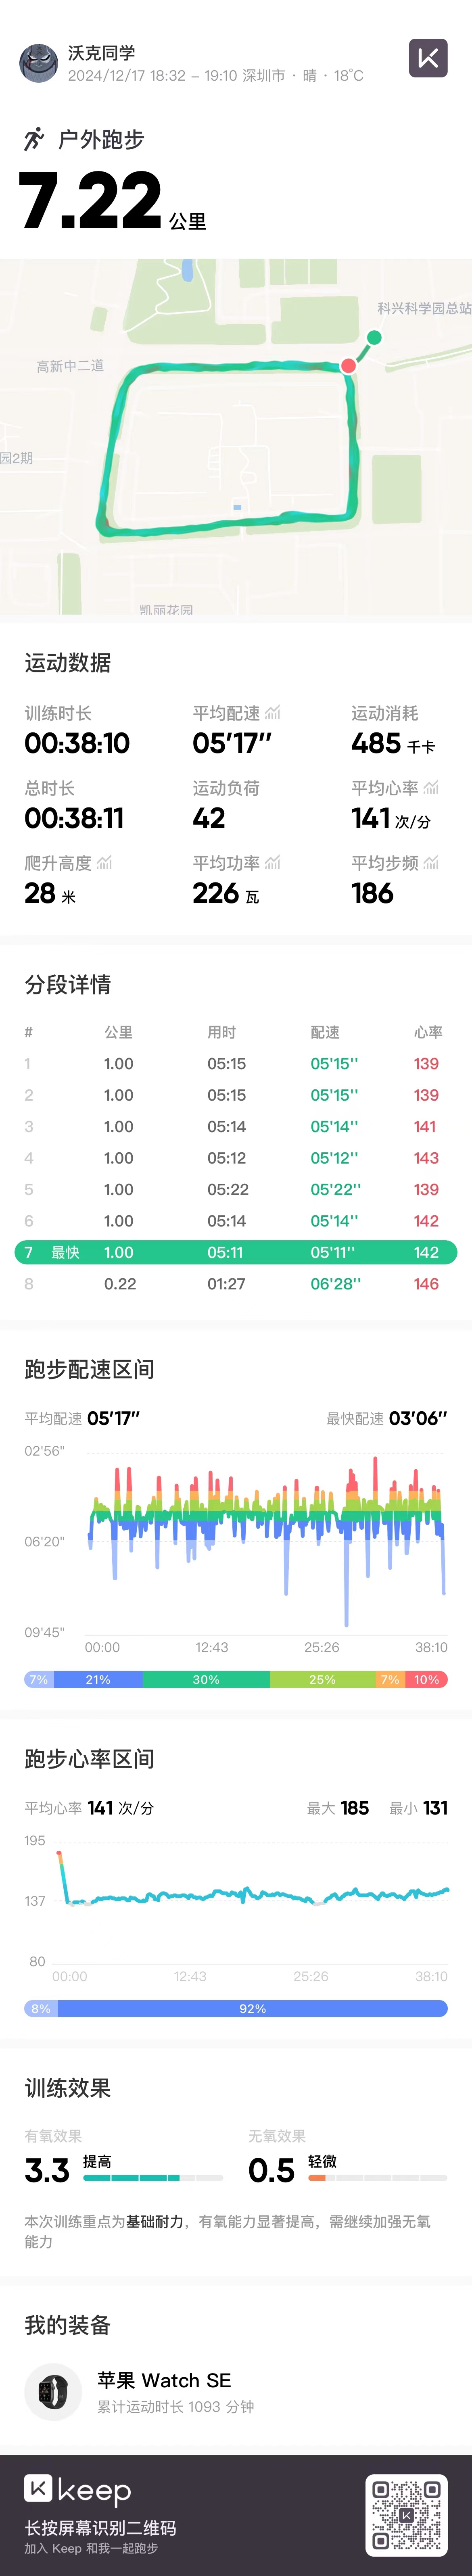 沃克同学
2024/12/17 18:32 – 19:10 深圳市 · 晴 · 18℃
户外跑步
7.22 公里
科兴科学园总站
高新中二道
园2期
凯丽花园
运动数据
训练时长 平均配速 运动消耗
00:38:10 05'17'' 485 千卡
总时长 运动负荷 平均心率
00:38:11 42 141 次/分
爬升高度 平均功率 平均步频
28 米 226 瓦 186
分段详情
# 公里 用时 配速 心率
1 1.00 05:15 05'15'' 139
2 1.00 05:15 05'15'' 139
3 1.00 05:14 05'14'' 141
4 1.00 05:12 05'12'' 143
5 1.00 05:22 05'22'' 139
6 1.00 05:14 05'14'' 142
7 最快 1.00 05:11 05'11'' 142
8 0.22 01:27 06'28'' 146
跑步配速区间
平均配速 05'17'' 最快配速 03'06''
02'56"
06'20"
09'45"
00:00 12:43 25:26 38:10
7% 21% 30% 25% 7% 10%
跑步心率区间
平均心率 141 次/分 最大 185 最小 131
195
137
80
00:00 12:43 25:26 38:10
8% 92%
训练效果
有氧效果 无氧效果
3.3 提高 0.5 轻微
本次训练重点为基础耐力，有氧能力显著提高，需继续加强无氧
能力
我的装备
苹果 Watch SE
累计运动时长 1093 分钟
keep
长按屏幕识别二维码
加入 Keep 和我一起跑步